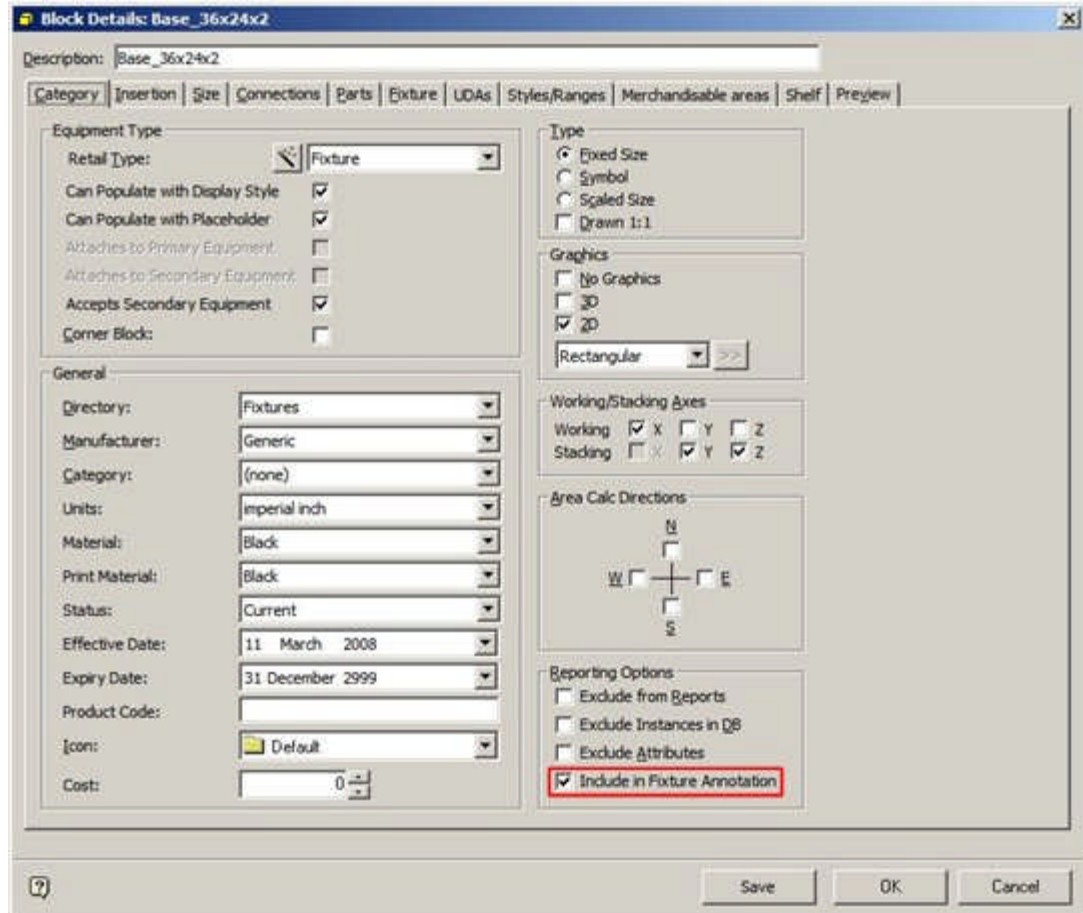 Block Details: Base_36x24x2
Description: Base_36x24x2
Category Insertion Size Connections Parts Fixture UDAs Styles/Ranges Merchandisable areas Shelf Preview
Equipment Type
Retail Type: Fixture
Can Populate with Display Style
Can Populate with Placeholder
Attaches to Primary Equipment
Attaches to Secondary Equipment
Accepts Secondary Equipment
Corner Block:
General
Directory: Fixtures
Manufacturer: Generic
Category: (none)
Units: imperial inch
Material: Black
Print Material: Black
Status: Current
Effective Date: 11 March 2008
Expiry Date: 31 December 2999
Product Code:
Icon: Default
Cost: 0
Type
Fixed Size
Symbol
Scaled Size
Drawn 1:1
Graphics
No Graphics
3D
2D
Rectangular >>
Working/Stacking Axes
Working X Y Z
Stacking X Y Z
Area Calc Directions
N
W E
S
Reporting Options
Exclude from Reports
Exclude Instances in DB
Exclude Attributes
Include in Fixture Annotation
Save OK Cancel